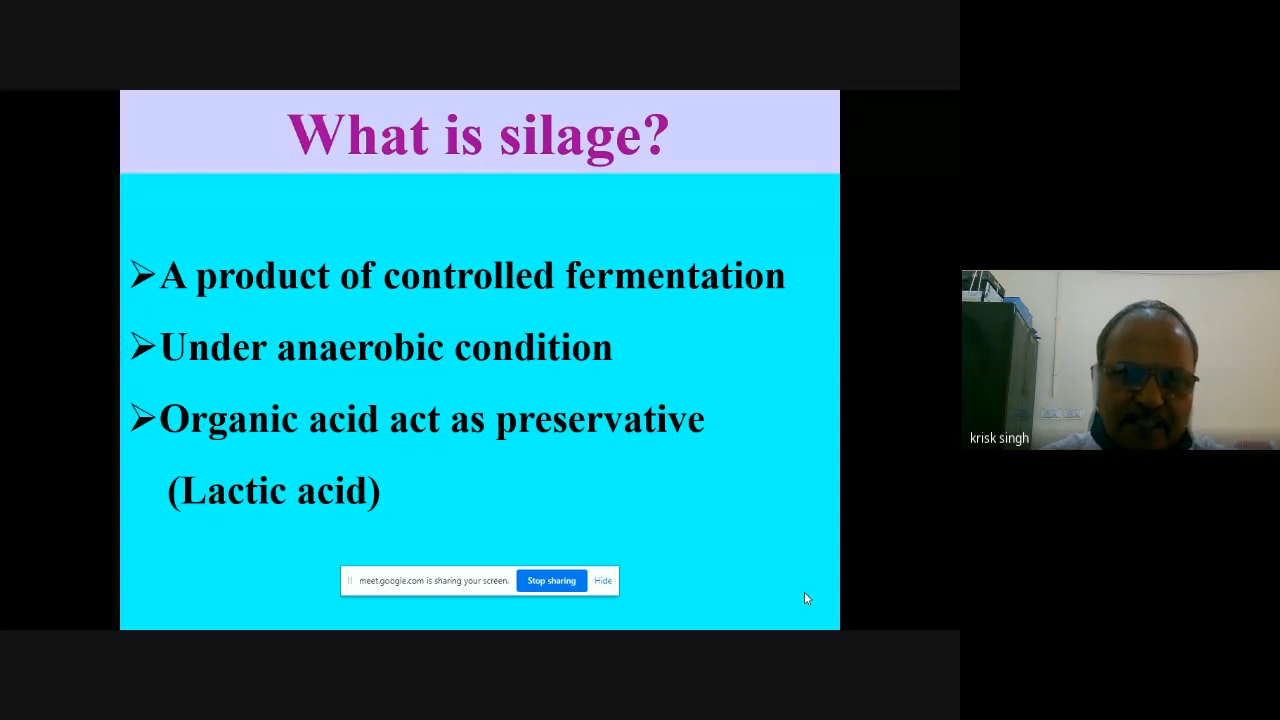 What is silage?
➢A product of controlled fermentation
➢Under anaerobic condition
➢Organic acid act as preservative
(Lactic acid)
meet.google.com is sharing your screen. Stop sharing Hide
krisk singh